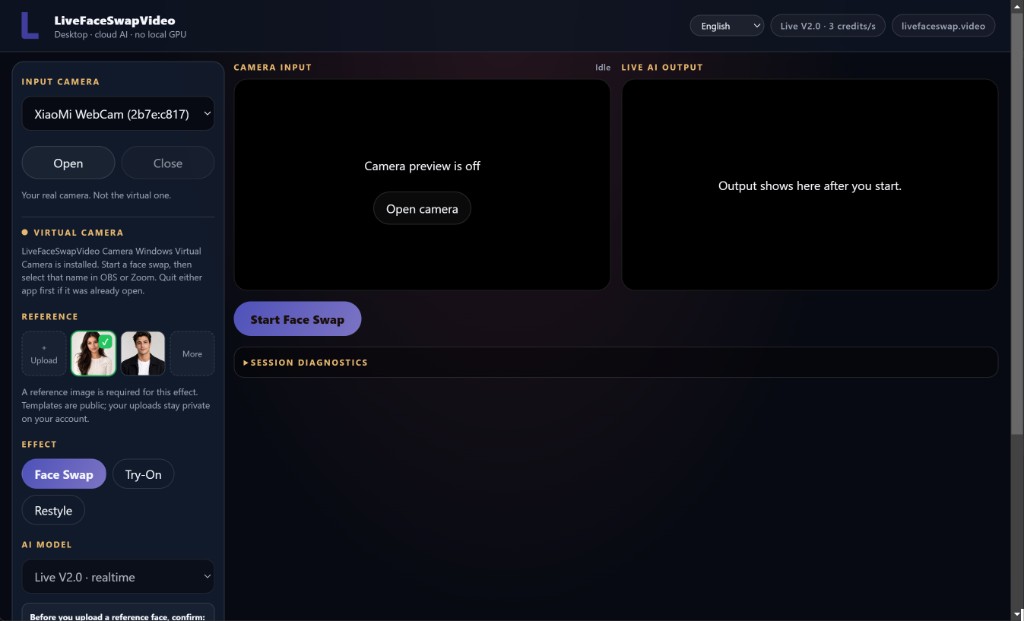 LiveFaceSwapVideo
Desktop · cloud AI · no local GPU
English
Live V2.0 · 3 credits/s
livefaceswap.video
INPUT CAMERA
XiaoMi WebCam (2b7e:c817)
Open
Close
Your real camera. Not the virtual one.
VIRTUAL CAMERA
LiveFaceSwapVideo Camera Windows Virtual
Camera is installed. Start a face swap, then
select that name in OBS or Zoom. Quit either
app first if it was already open.
REFERENCE
+
Upload
More
A reference image is required for this effect.
Templates are public; your uploads stay private
on your account.
EFFECT
Face Swap
Try-On
Restyle
AI MODEL
Live V2.0 · realtime
Before you upload a reference face, confirm:
CAMERA INPUT
Idle
Camera preview is off
Open camera
LIVE AI OUTPUT
Output shows here after you start.
Start Face Swap
SESSION DIAGNOSTICS